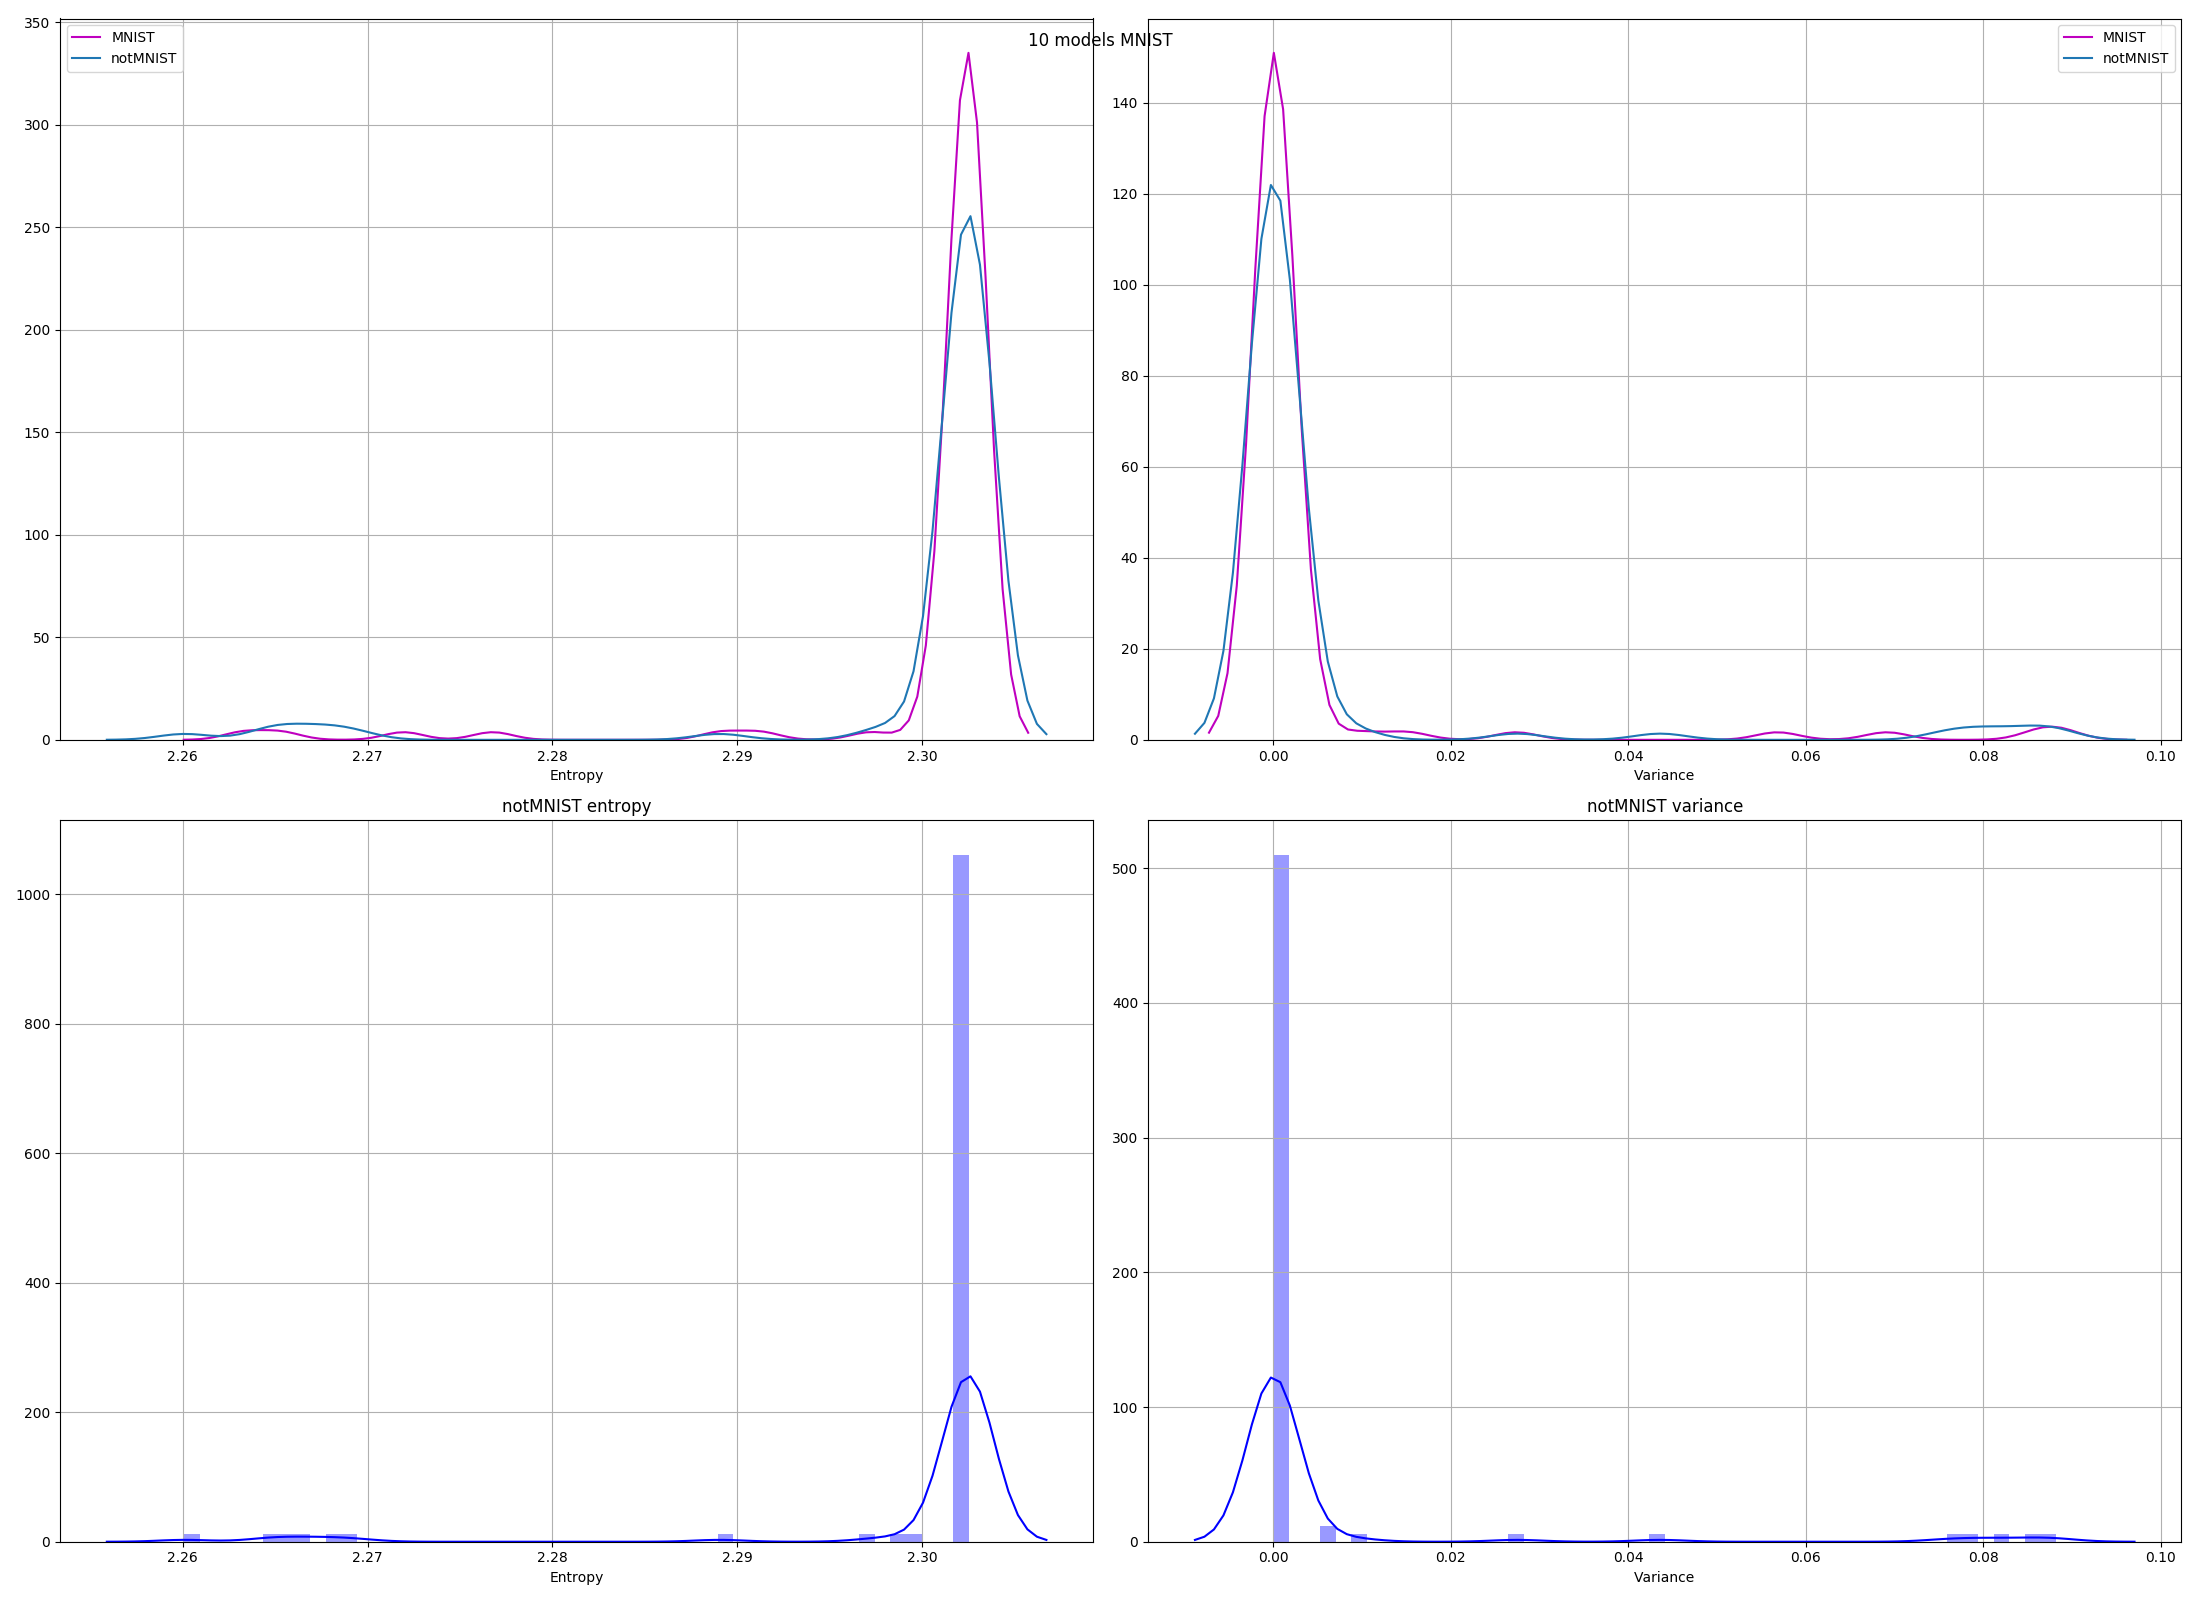 10 models MNIST
350
300
250
200
150
100
50
0
MNIST
notMNIST
2.26 2.27 2.28 2.29 2.30
Entropy
140
120
100
80
60
40
20
0
MNIST
notMNIST
0.00 0.02 0.04 0.06 0.08 0.10
Variance
notMNIST entropy
1000
800
600
400
200
0
2.26 2.27 2.28 2.29 2.30
Entropy
notMNIST variance
500
400
300
200
100
0
0.00 0.02 0.04 0.06 0.08 0.10
Variance